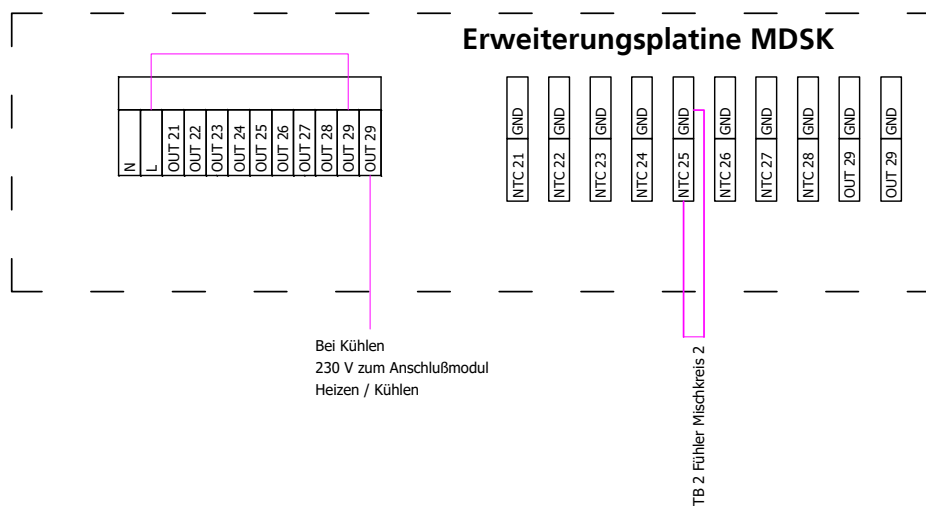 Erweiterungsplatine MDSK
N
L
OUT 21
OUT 22
OUT 23
OUT 24
OUT 25
OUT 26
OUT 27
OUT 28
OUT 29
OUT 29
NTC 21 GND
NTC 22 GND
NTC 23 GND
NTC 24 GND
NTC 25 GND
NTC 26 GND
NTC 27 GND
NTC 28 GND
OUT 29 GND
OUT 29 GND
Bei Kühlen
230 V zum Anschlußmodul
Heizen / Kühlen
TB 2 Fühler Mischkreis 2